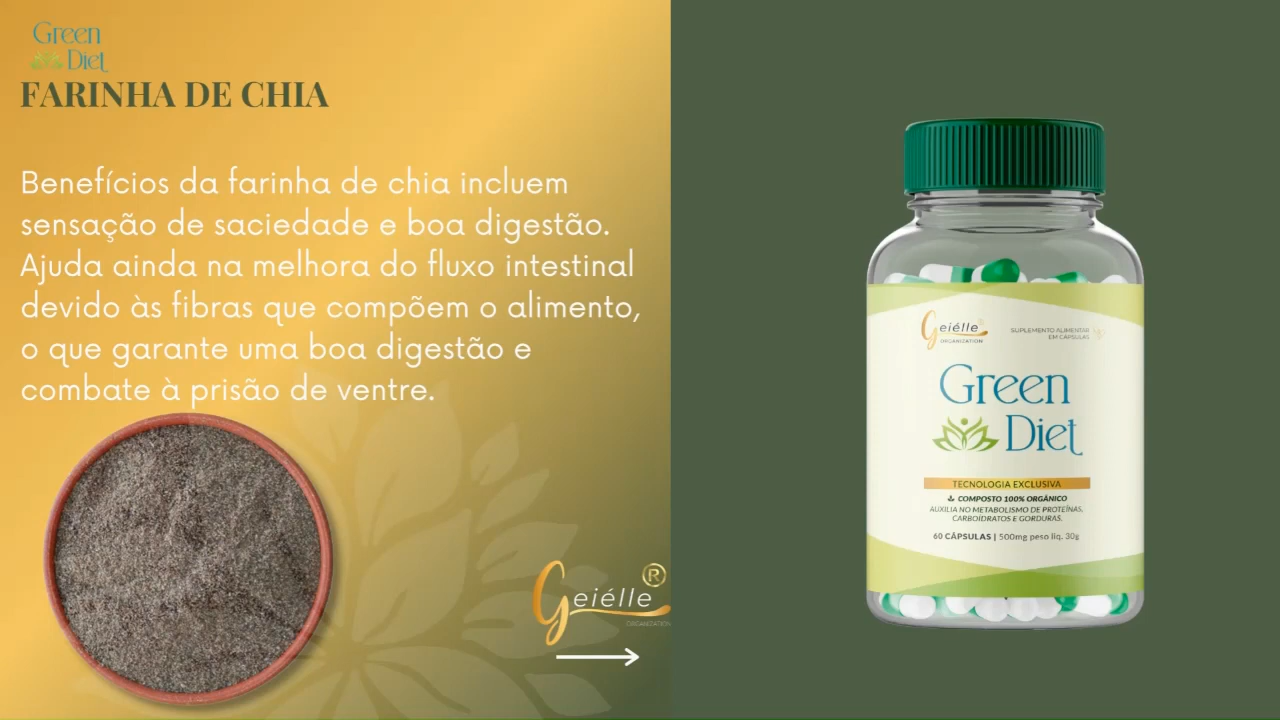 Green
Diet
FARINHA DE CHIA
Benefícios da farinha de chia incluem
sensação de saciedade e boa digestão.
Ajuda ainda na melhora do fluxo intestinal
devido às fibras que compõem o alimento,
o que garante uma boa digestão e
combate à prisão de ventre.
Geiélle ®
ORGANIZATION
Geiélle ®
ORGANIZATION
SUPLEMENTO ALIMENTAR
EM CÁPSULAS
Green
Diet
TECNOLOGIA EXCLUSIVA
COMPOSTO 100% ORGÂNICO
AUXILIA NO METABOLISMO DE PROTEÍNAS,
CARBOÍDRATOS E GORDURAS.
60 CÁPSULAS | 500mg peso líq. 30g